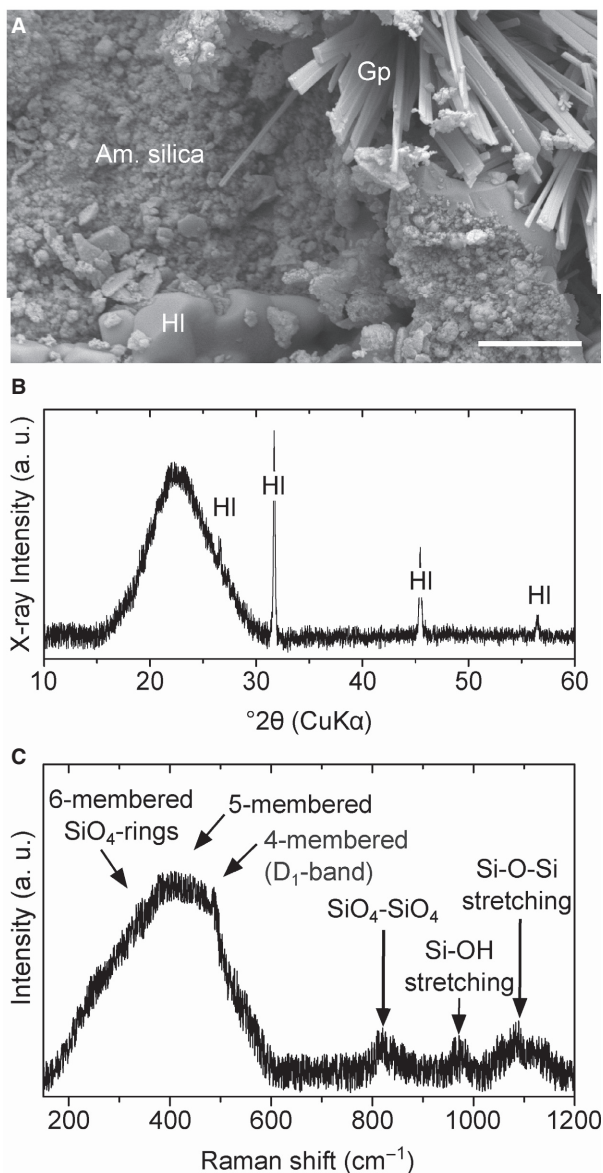 A
Gp
Am. silica
Hl
B
X-ray Intensity (a. u.)
Hl
Hl
Hl
Hl
10
20
30
40
50
60
°2θ (CuKα)
C
Intensity (a. u.)
6-membered
SiO₄-rings
5-membered
4-membered
(D₁-band)
SiO₄-SiO₄
Si-OH
stretching
Si-O-Si
stretching
200
400
600
800
1000
1200
Raman shift (cm⁻¹)